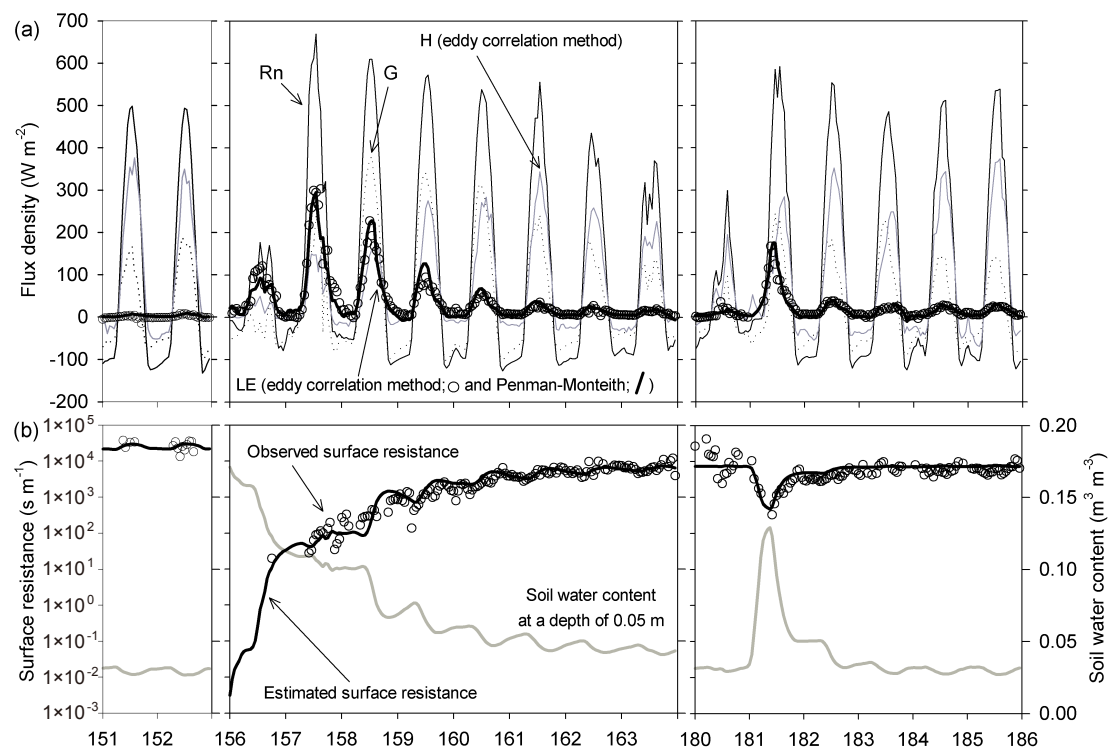 (a)
Flux density (W m⁻²)
700
600
500
400
300
200
100
0
-100
-200
Rn
G
H (eddy correlation method)
LE (eddy correlation method; ○ and Penman-Monteith; / )
(b)
Surface resistance (s m⁻¹)
1×10⁵
1×10⁴
1×10³
1×10²
1×10¹
1×10⁰
1×10⁻¹
1×10⁻²
1×10⁻³
Observed surface resistance
Estimated surface resistance
Soil water content
at a depth of 0.05 m
0.20
0.15
0.10
0.05
0.00
Soil water content (m³ m⁻³)
151 152 156 157 158 159 160 161 162 163 180 181 182 183 184 185 186